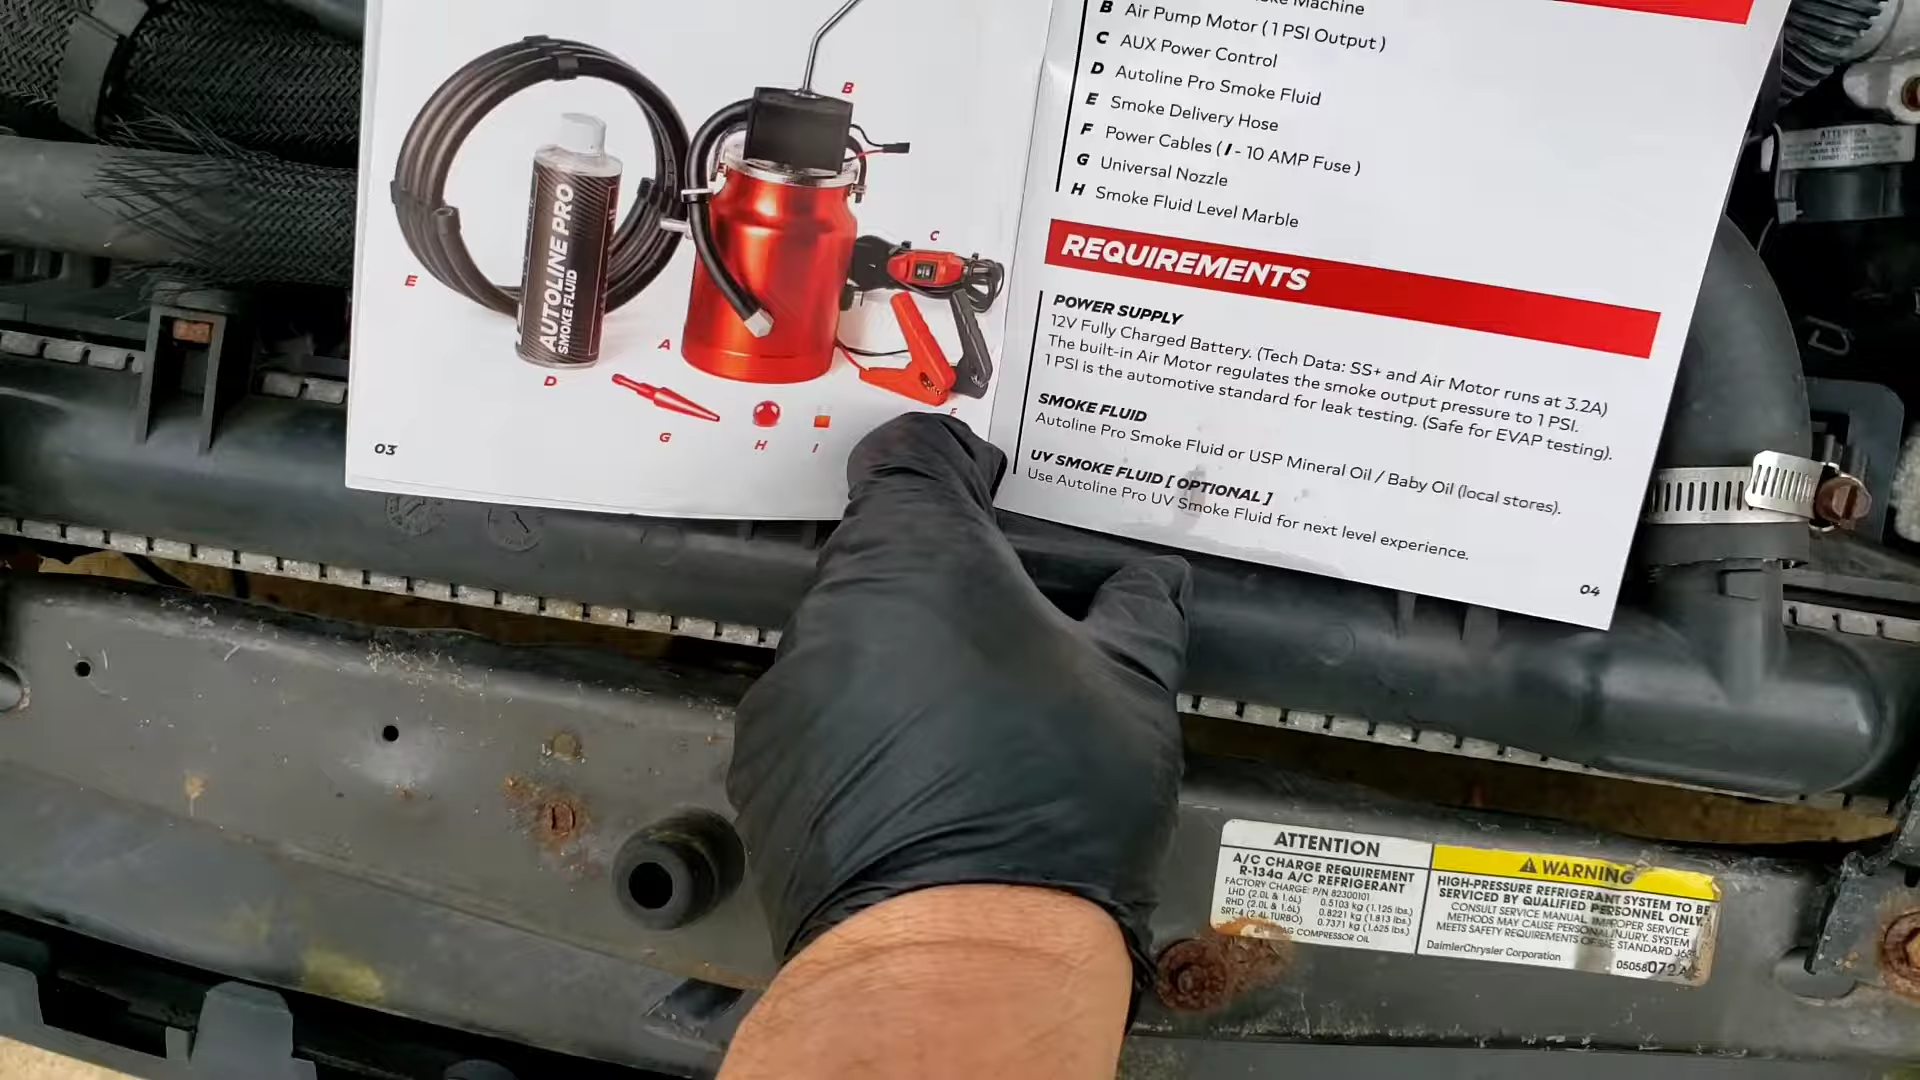 AUTOLINE PRO
SMOKE FLUID
B
E
A
D
C
F
G
H
I
03
Machine
B Air Pump Motor ( 1 PSI Output )
C AUX Power Control
D Autoline Pro Smoke Fluid
E Smoke Delivery Hose
F Power Cables ( I - 10 AMP Fuse )
G Universal Nozzle
H Smoke Fluid Level Marble
REQUIREMENTS
POWER SUPPLY
12V Fully Charged Battery. (Tech Data: SS+ and Air Motor runs at 3.2A)
The built-in Air Motor regulates the smoke output pressure to 1 PSI.
1 PSI is the automotive standard for leak testing. (Safe for EVAP testing).
SMOKE FLUID
Autoline Pro Smoke Fluid or USP Mineral Oil / Baby Oil (local stores).
UV SMOKE FLUID [ OPTIONAL ]
Use Autoline Pro UV Smoke Fluid for next level experience.
04
ATTENTION
ATTENTION
A/C CHARGE REQUIREMENT
R-134a A/C REFRIGERANT
FACTORY CHARGE: P/N 82300101
LHD (2.0L & 1.6L) 0.5103 kg (1.125 lbs.)
RHD (2.0L & 1.6L) 0.8221 kg (1.813 lbs.)
SRT-4 (2.4L TURBO) 0.7371 kg (1.625 lbs.)
COMPRESSOR OIL
WARNING
HIGH-PRESSURE REFRIGERANT SYSTEM TO BE
SERVICED BY QUALIFIED PERSONNEL ONLY.
CONSULT SERVICE MANUAL. IMPROPER SERVICE
METHODS MAY CAUSE PERSONAL INJURY. SYSTEM
MEETS SAFETY REQUIREMENTS OF SAE STANDARD
DaimlerChrysler Corporation
05058072A